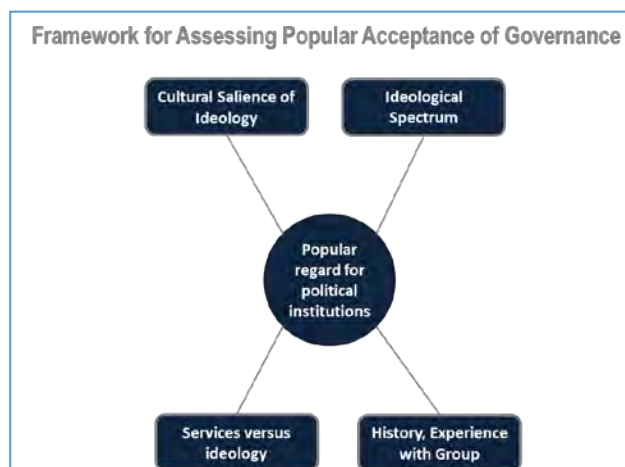 Framework for Assessing Popular Acceptance of Governance
Cultural Salience of
Ideology
Ideological
Spectrum
Popular
regard for
political
institutions
Services versus
ideology
History, Experience
with Group